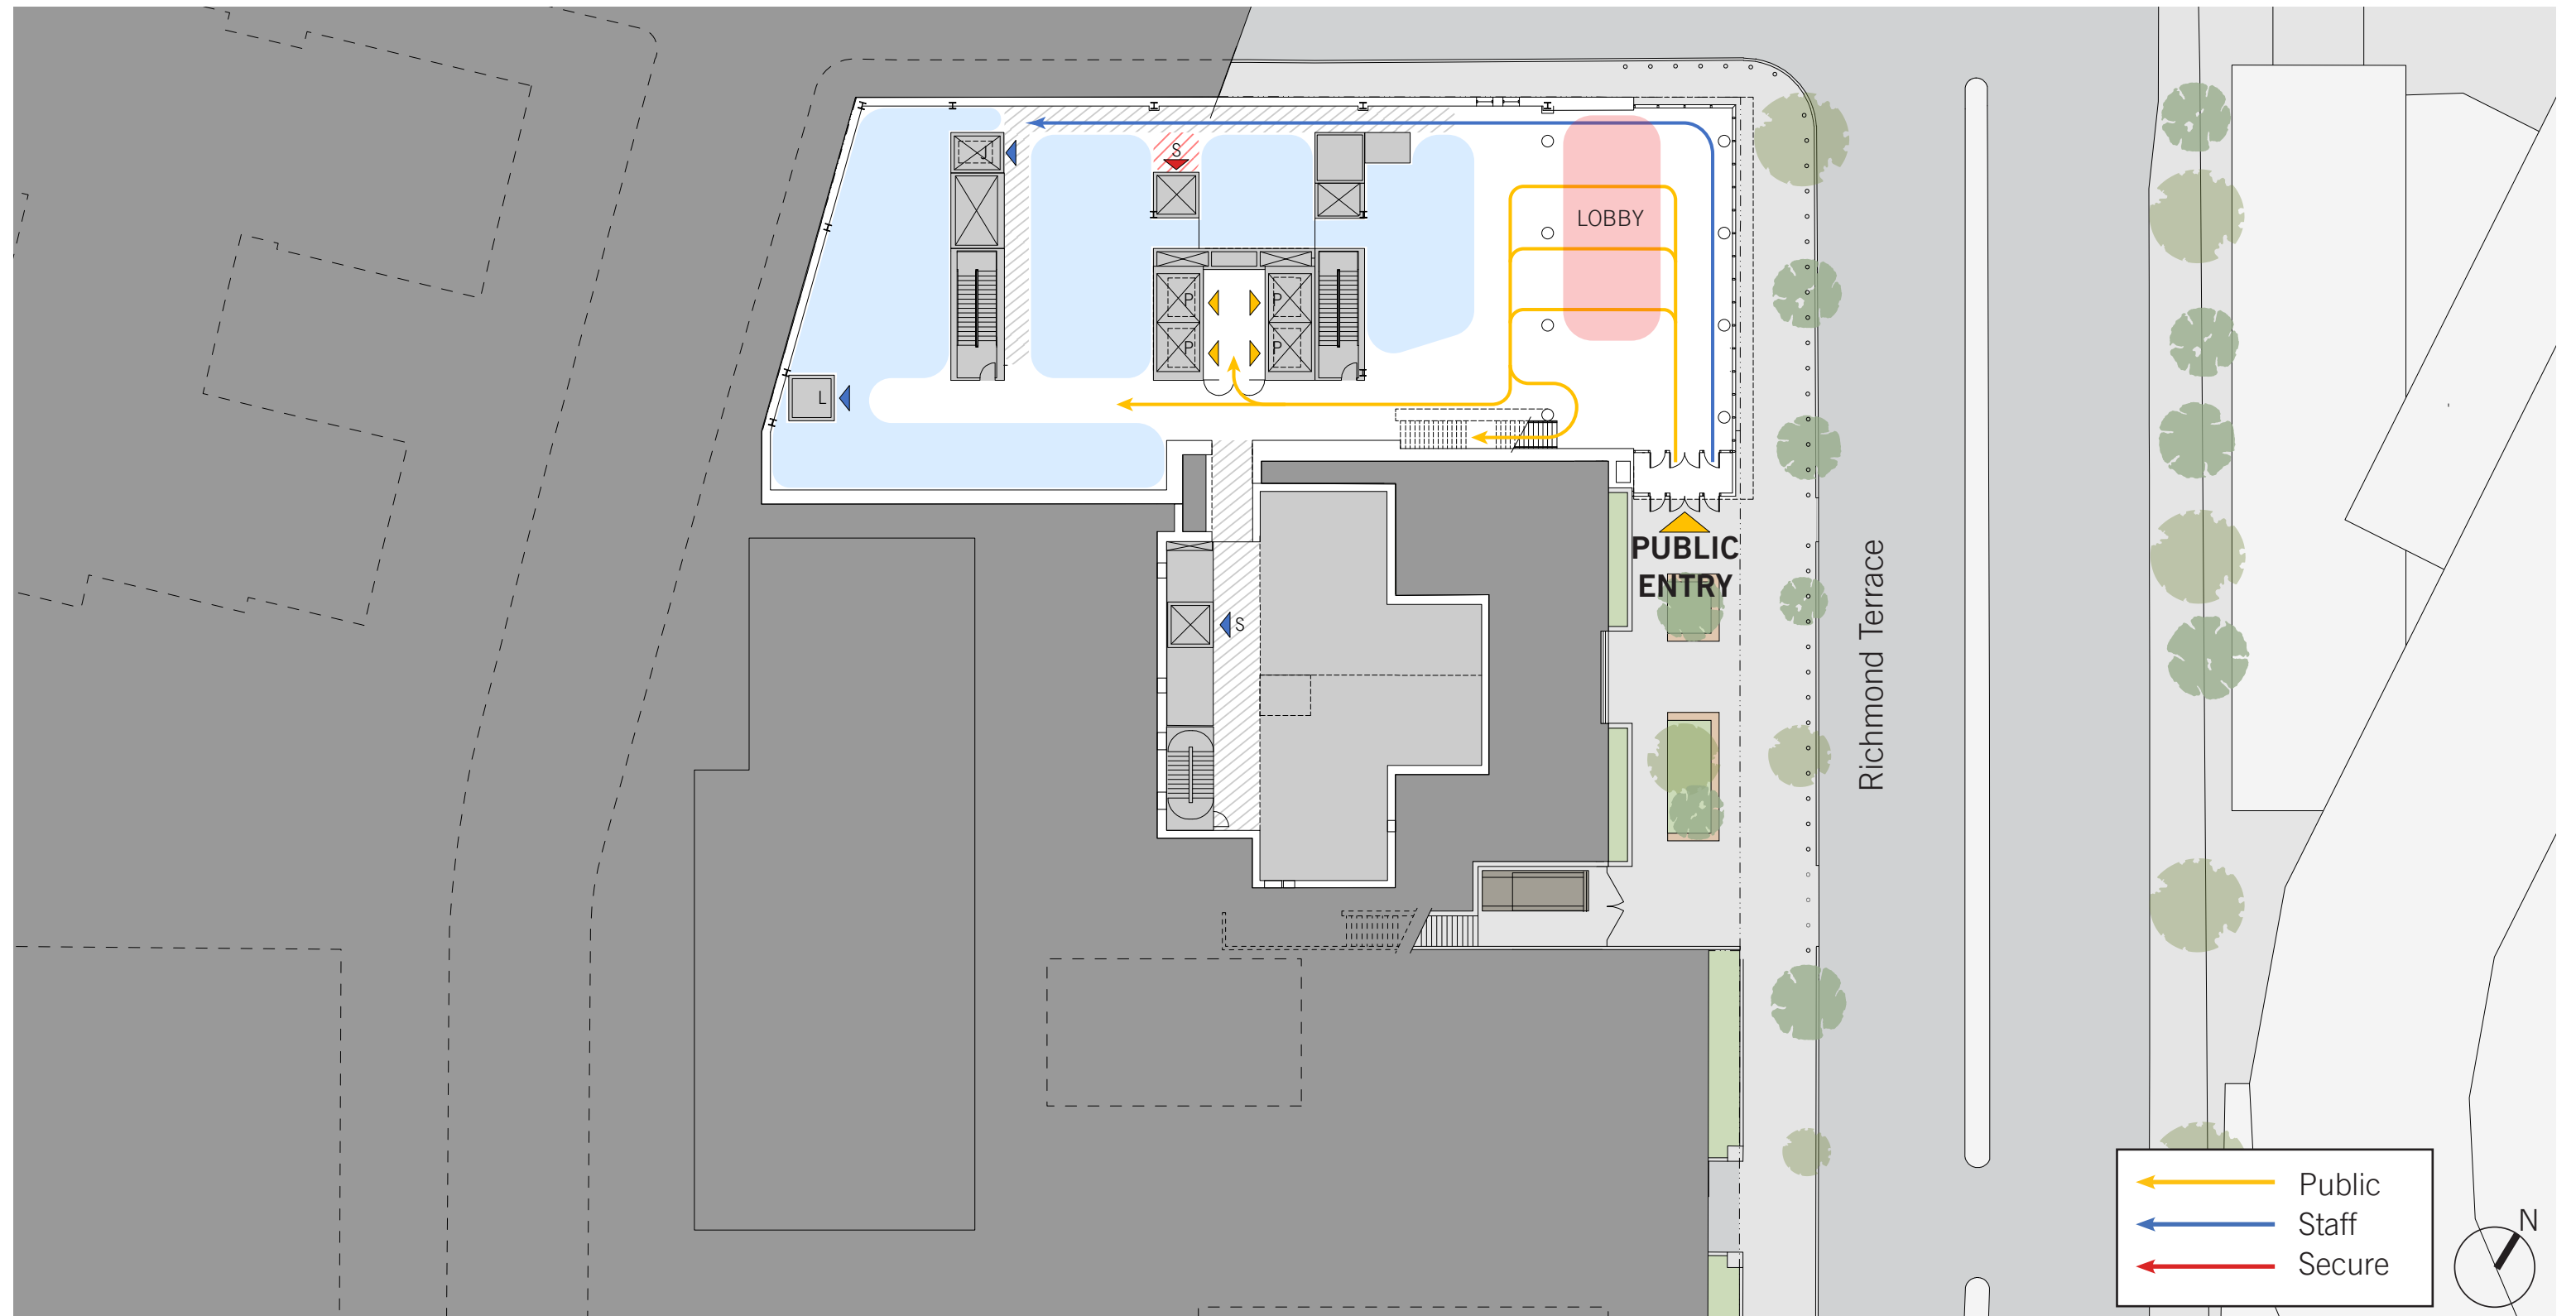 J
S
LOBBY
P
P
P
P
L
PUBLIC
ENTRY
S
Richmond Terrace
Public
Staff
Secure
N